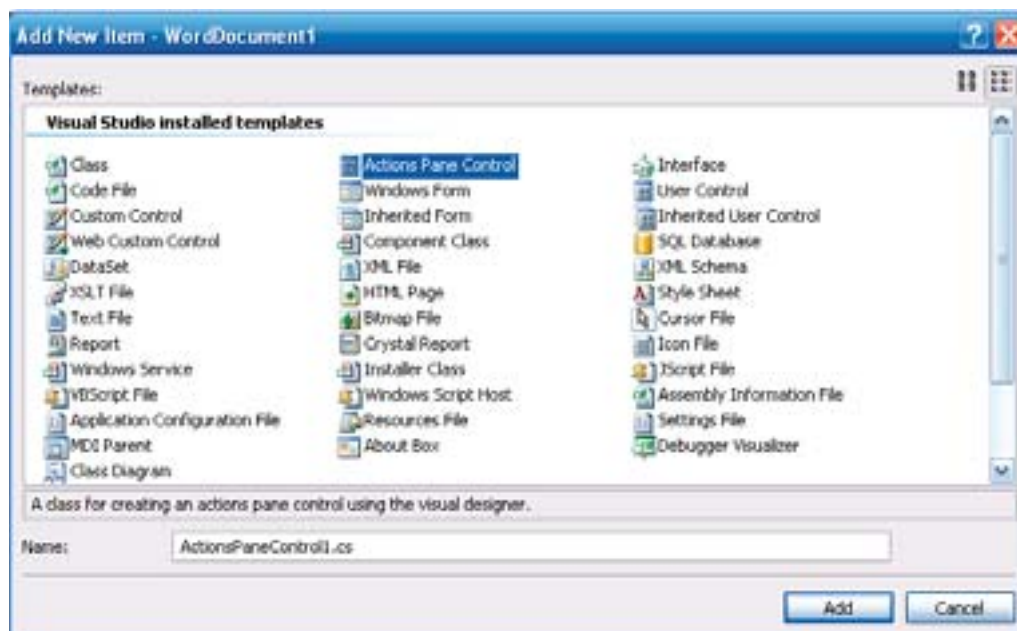 Add New Item - WordDocument1
Templates:
Visual Studio installed templates
Class
Actions Pane Control
Interface
Code File
Windows Form
User Control
Custom Control
Inherited Form
Inherited User Control
Web Custom Control
Component Class
SQL Database
DataSet
XML File
XML Schema
XSLT File
HTML Page
Style Sheet
Text File
Bitmap File
Cursor File
Report
Crystal Report
Icon File
Windows Service
Installer Class
JScript File
VBScript File
Windows Script Host
Assembly Information File
Application Configuration File
Resources File
Settings File
MDI Parent
About Box
Debugger Visualizer
Class Diagram
A class for creating an actions pane control using the visual designer.
Name:
ActionsPaneControl1.cs
Add
Cancel